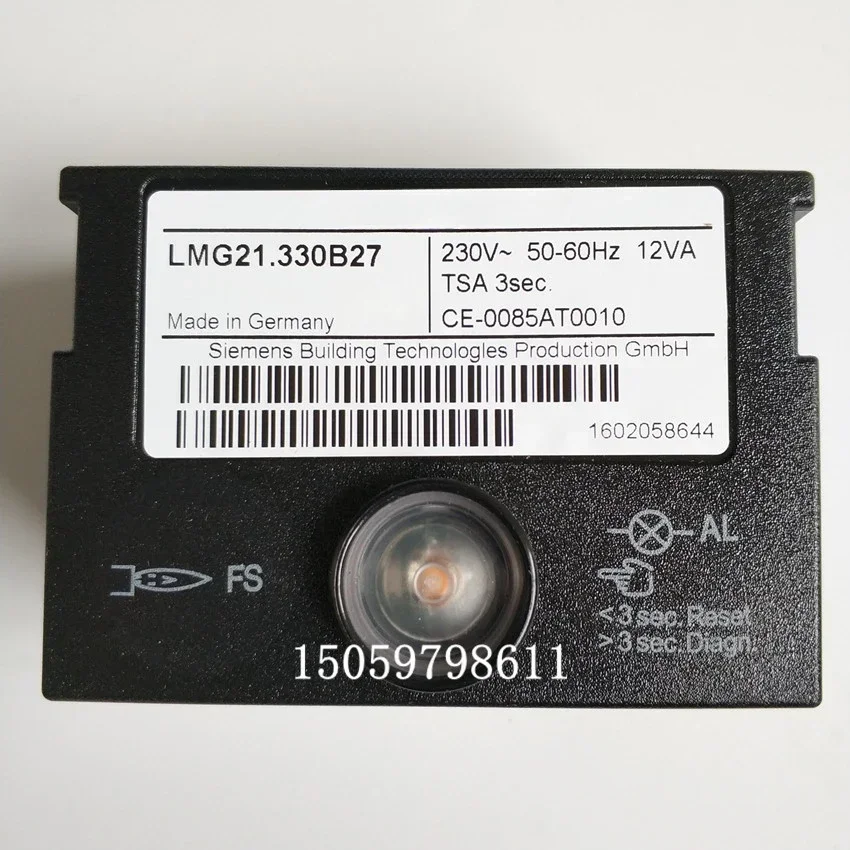 LMG21.330B27
230V~ 50-60Hz 12VA
TSA 3sec.
Made in Germany
CE-0085AT0010
Siemens Building Technologles Production GmbH
1602058644
AL
FS
<3 sec. Reset
>3 sec. Diagn.
15059798611